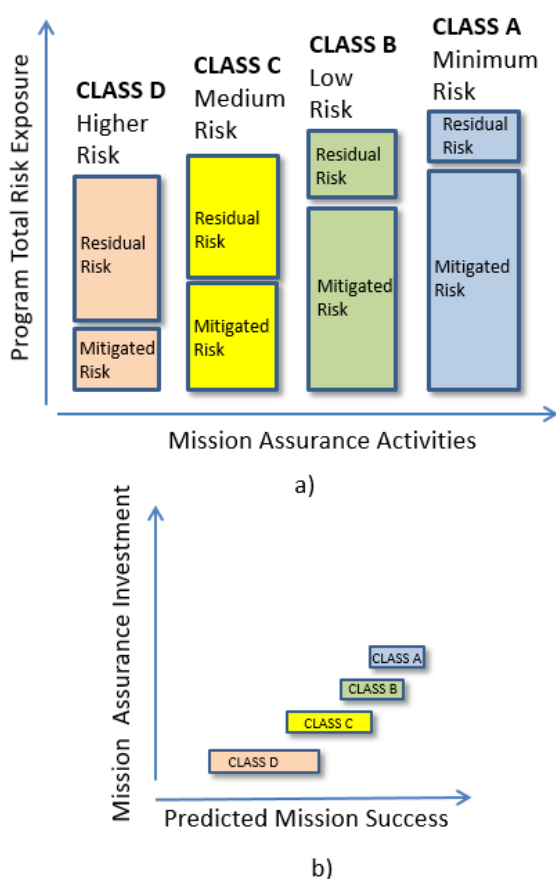 Program Total Risk Exposure
CLASS D
Higher
Risk
Residual
Risk
Mitigated
Risk
CLASS C
Medium
Risk
Residual
Risk
Mitigated
Risk
CLASS B
Low
Risk
Residual
Risk
Mitigated
Risk
CLASS A
Minimum
Risk
Residual
Risk
Mitigated
Risk
Mission Assurance Activities
a)
Mission Assurance Investment
CLASS A
CLASS B
CLASS C
CLASS D
Predicted Mission Success
b)